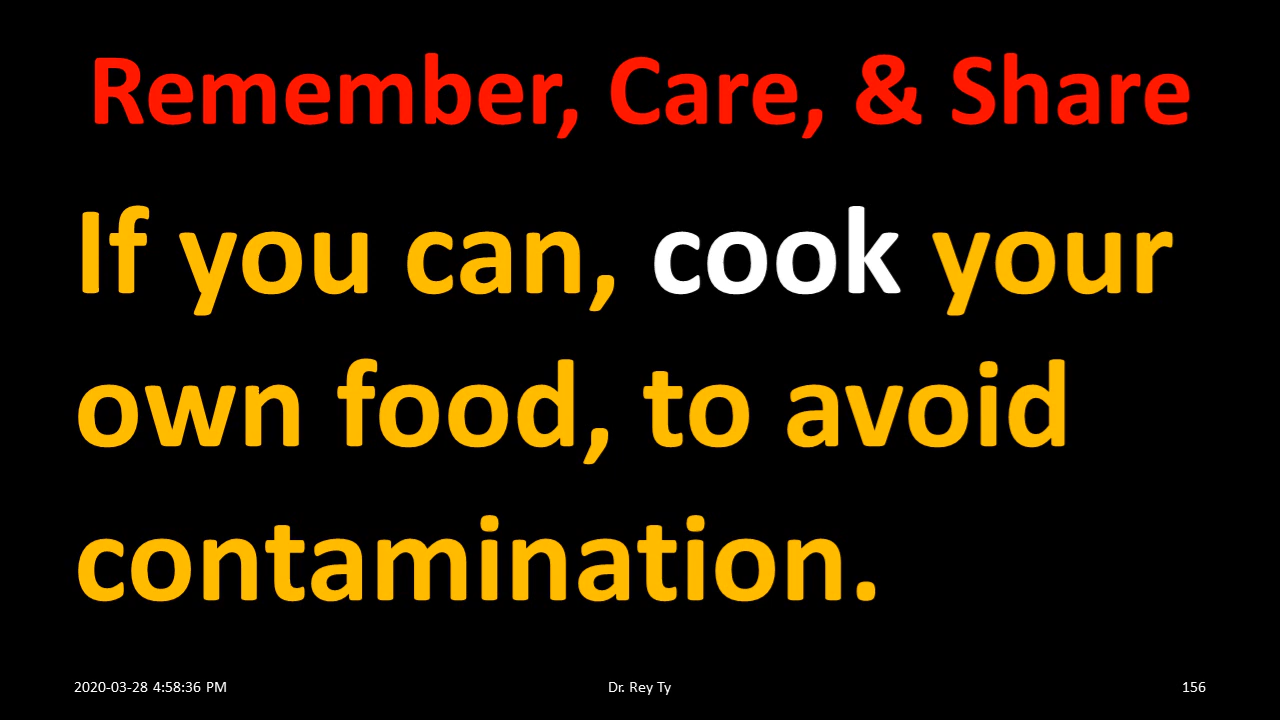 Remember, Care, & Share
If you can, cook your
own food, to avoid
contamination.
2020-03-28 4:58:36 PM
Dr. Rey Ty
156